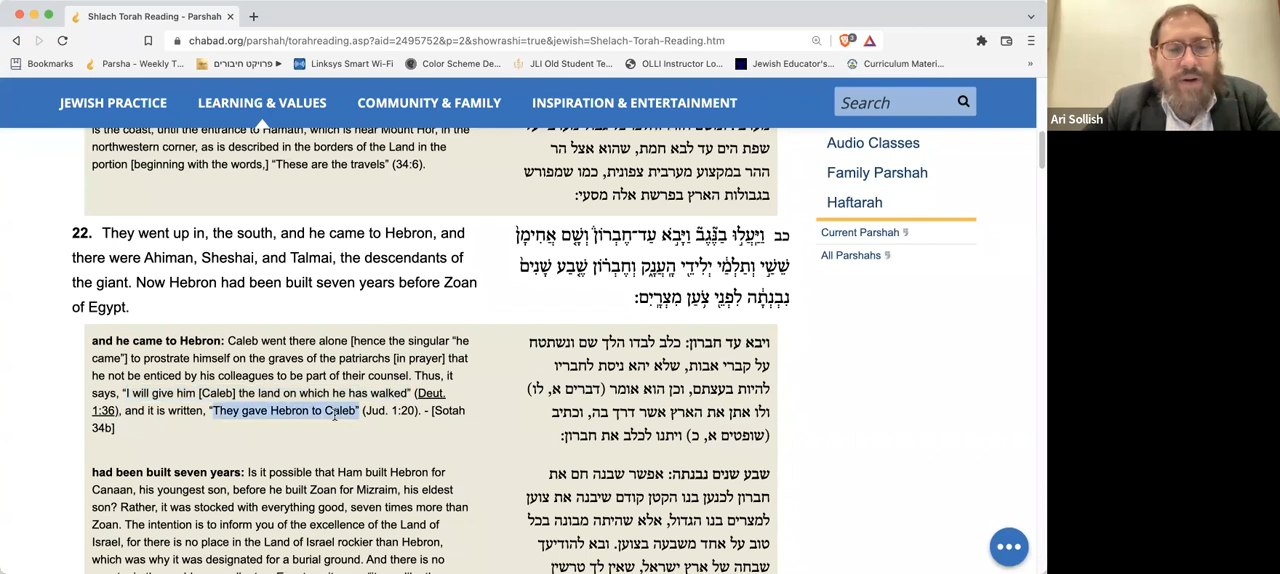 Shlach Torah Reading - Parshah
chabad.org/parshah/torahreading.asp?aid=2495752&p=2&showrashi=true&jewish=Shelach-Torah-Reading.htm
Bookmarks Parsha - Weekly T... פרויקט חיבורים Linksys Smart Wi-Fi Color Scheme De... JLI Old Student Te... OLLI Instructor Lo... Jewish Educator's... Curriculum Materi...
JEWISH PRACTICE LEARNING & VALUES COMMUNITY & FAMILY INSPIRATION & ENTERTAINMENT Search
Ari Sollish
is the coast, until the entrance to Hamath, which is near Mount Hor, in the
northwestern corner, as is described in the borders of the Land in the
portion [beginning with the words,] “These are the travels” (34:6).
שפת הים עד לבא חמת, שהוא אצל הר
ההר במקצוע מערבית צפונית, כמו שמפורש
בגבולות הארץ בפרשת אלה מסעי:
Audio Classes
Family Parshah
Haftarah
Current Parshah
All Parshahs
22. They went up in, the south, and he came to Hebron, and
there were Ahiman, Sheshai, and Talmai, the descendants of
the giant. Now Hebron had been built seven years before Zoan
of Egypt.
כב וַיַּֽעֲל֣וּ בַנֶּ֘גֶב֘ וַיָּבֹ֣א עַד־חֶבְרוֹן֒ וְשָׁ֤ם אֲחִימַן֙
שֵׁשַׁ֣י וְתַלְמַ֔י יְלִידֵ֖י הָֽעֲנָ֑ק וְחֶבְר֗וֹן שֶׁ֤בַע שָׁנִים֙
נִבְנְתָ֔ה לִפְנֵ֖י צֹ֥עַן מִצְרָֽיִם:
and he came to Hebron: Caleb went there alone [hence the singular “he
came”] to prostrate himself on the graves of the patriarchs [in prayer] that
he not be enticed by his colleagues to be part of their counsel. Thus, it
says, “I will give him [Caleb] the land on which he has walked” (Deut.
1:36), and it is written, “They gave Hebron to Caleb” (Jud. 1:20). - [Sotah
34b]
ויבא עד חברון: כלב לבדו הלך שם ונשתטח
על קברי אבות, שלא יהא ניסת לחבריו
להיות בעצתם, וכן הוא אומר (דברים א, לו)
ולו אתן את הארץ אשר דרך בה, וכתיב
(שופטים א, כ) ויתנו לכלב את חברון:
had been built seven years: Is it possible that Ham built Hebron for
Canaan, his youngest son, before he built Zoan for Mizraim, his eldest
son? Rather, it was stocked with everything good, seven times more than
Zoan. The intention is to inform you of the excellence of the Land of
Israel, for there is no place in the Land of Israel rockier than Hebron,
which was why it was designated for a burial ground. And there is no
שבע שנים נבנתה: אפשר שבנה חם את
חברון לכנען בנו הקטן קודם שיבנה את צוען
למצרים בנו הגדול, אלא שהיתה מבונה בכל
טוב על אחד משבעה בצוען. ובא להודיעך
שבחה של ארץ ישראל, שאין לך טרשין